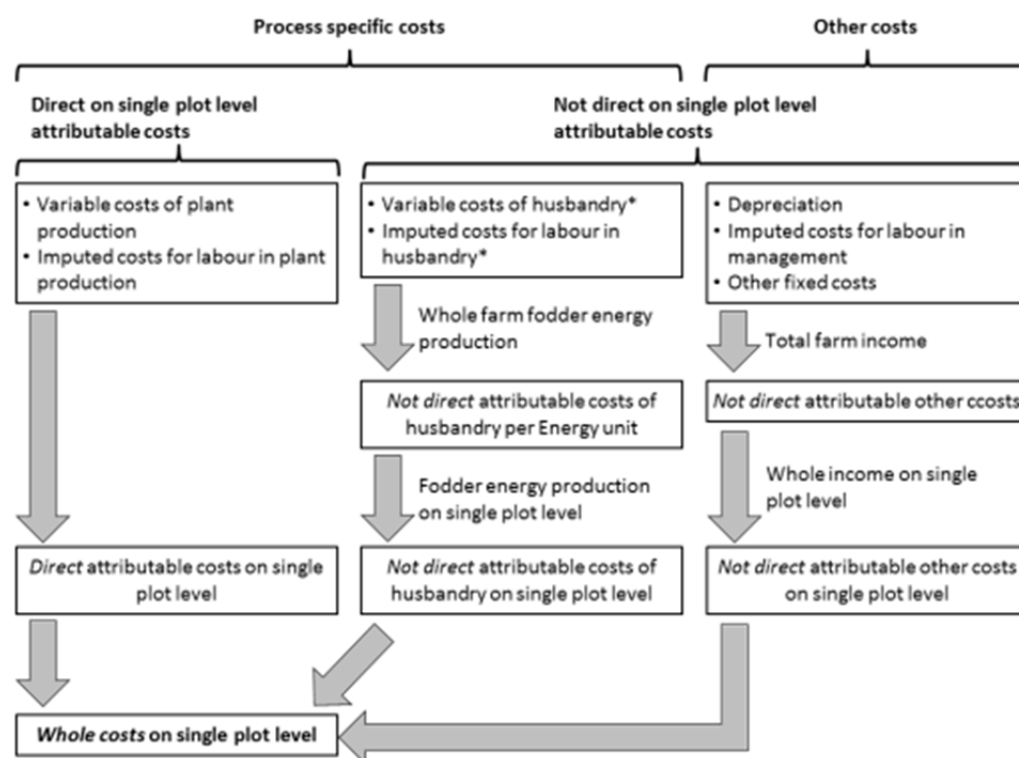 Process specific costs
Other costs
Direct on single plot level
attributable costs
Not direct on single plot level
attributable costs
• Variable costs of plant
production
• Imputed costs for labour in plant
production
• Variable costs of husbandry*
• Imputed costs for labour in
husbandry*
• Depreciation
• Imputed costs for labour in
management
• Other fixed costs
Whole farm fodder energy
production
Total farm income
Not direct attributable costs of
husbandry per Energy unit
Not direct attributable other ccosts
Fodder energy production
on single plot level
Whole income on single
plot level
Direct attributable costs on single
plot level
Not direct attributable costs of
husbandry on single plot level
Not direct attributable other costs
on single plot level
Whole costs on single plot level